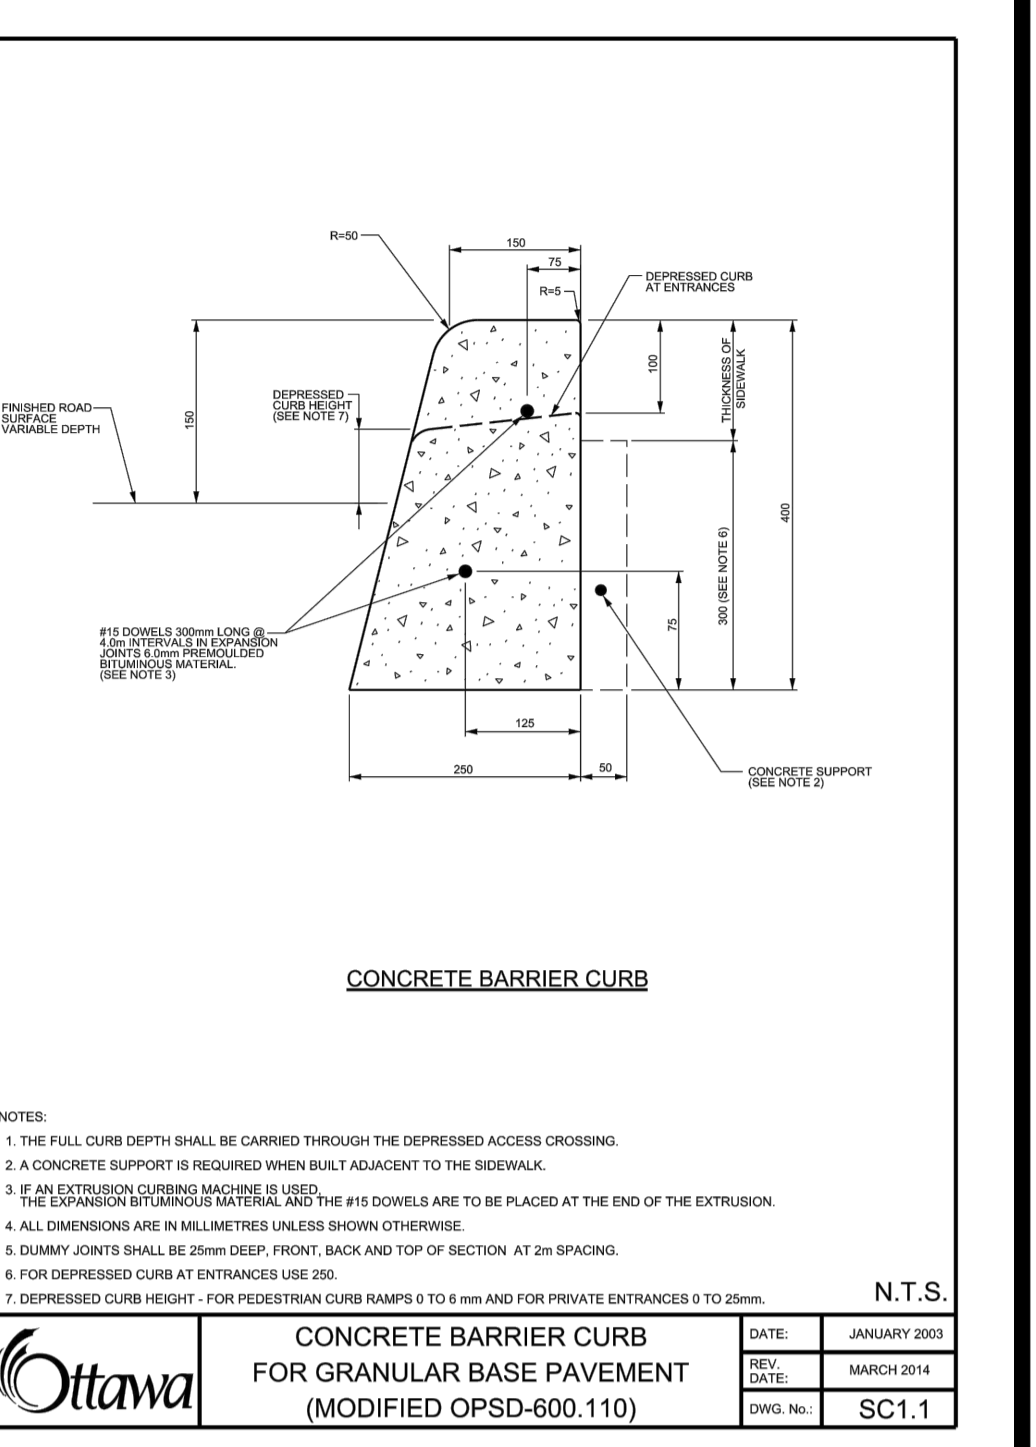 R=50
150
75
R=5
DEPRESSED CURB
AT ENTRANCES
FINISHED ROAD
SURFACE
VARIABLE DEPTH
150
DEPRESSED
CURB HEIGHT
(SEE NOTE 7)
100
THICKNESS OF
SIDEWALK
400
300 (SEE NOTE 6)
75
#15 DOWELS 300mm LONG @
4.0m INTERVALS IN EXPANSION
JOINTS 6.0mm PREMOULDED
BITUMINOUS MATERIAL.
(SEE NOTE 3)
125
250
50
CONCRETE SUPPORT
(SEE NOTE 2)
CONCRETE BARRIER CURB
NOTES:
1. THE FULL CURB DEPTH SHALL BE CARRIED THROUGH THE DEPRESSED ACCESS CROSSING.
2. A CONCRETE SUPPORT IS REQUIRED WHEN BUILT ADJACENT TO THE SIDEWALK.
3. IF AN EXTRUSION CURBING MACHINE IS USED,
THE EXPANSION BITUMINOUS MATERIAL AND THE #15 DOWELS ARE TO BE PLACED AT THE END OF THE EXTRUSION.
4. ALL DIMENSIONS ARE IN MILLIMETRES UNLESS SHOWN OTHERWISE.
5. DUMMY JOINTS SHALL BE 25mm DEEP, FRONT, BACK AND TOP OF SECTION AT 2m SPACING.
6. FOR DEPRESSED CURB AT ENTRANCES USE 250.
7. DEPRESSED CURB HEIGHT - FOR PEDESTRIAN CURB RAMPS 0 TO 6 mm AND FOR PRIVATE ENTRANCES 0 TO 25mm.
N.T.S.
Ottawa
CONCRETE BARRIER CURB
FOR GRANULAR BASE PAVEMENT
(MODIFIED OPSD-600.110)
DATE: JANUARY 2003
REV.
DATE: MARCH 2014
DWG. No.: SC1.1